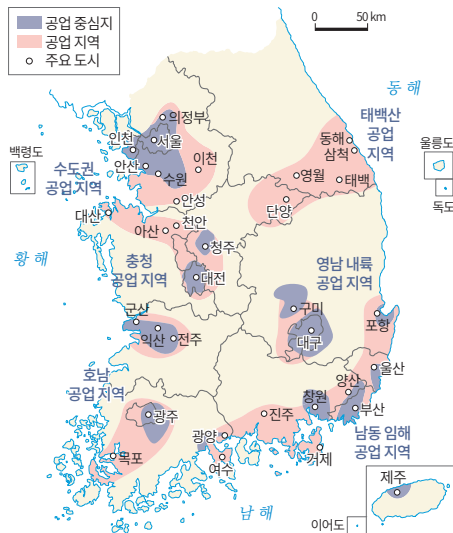 공업 중심지
공업 지역
주요 도시
0 50 km
동 해
태백산
공업
지역
울릉도
독도
백령도
의정부
인천
서울
안산
수원
이천
수도권
공업 지역
안성
동해
삼척
영월
태백
단양
대산
천안
아산
청주
황 해
충청
공업 지역
대전
영남 내륙
공업 지역
구미
대구
포항
군산
익산
전주
호남
공업 지역
울산
양산
창원
부산
광주
광양
진주
남동 임해
공업 지역
목포
여수
거제
제주
남 해
이어도